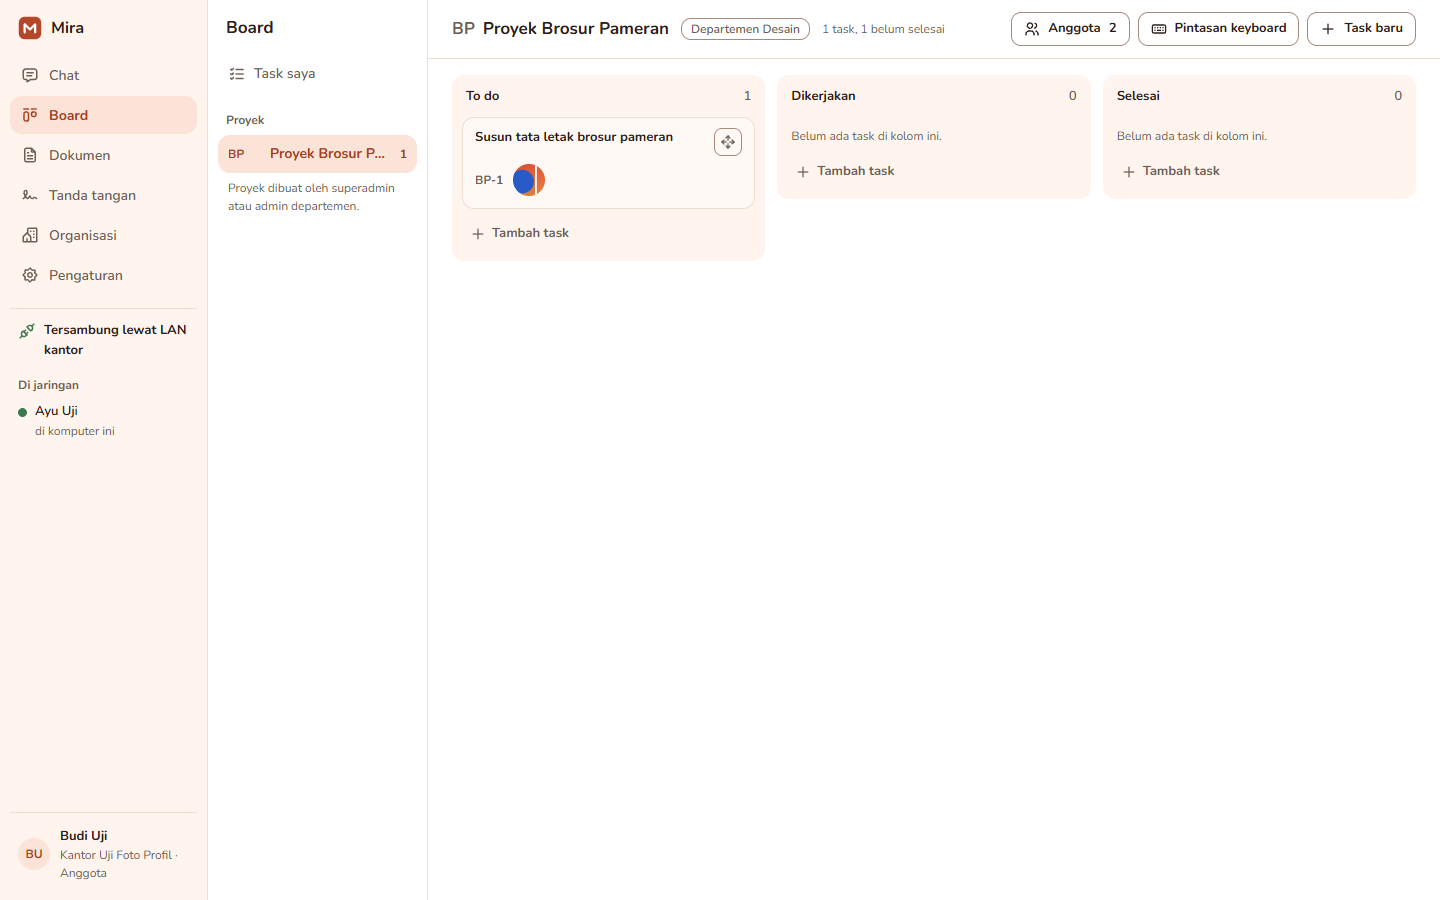 Mira
Chat
Board
Dokumen
Tanda tangan
Organisasi
Pengaturan
Tersambung lewat LAN
kantor
Di jaringan
Ayu Uji
di komputer ini
BU
Budi Uji
Kantor Uji Foto Profil ·
Anggota
Board
Task saya
Proyek
BP Proyek Brosur P... 1
Proyek dibuat oleh superadmin
atau admin departemen.
BP Proyek Brosur Pameran Departemen Desain 1 task, 1 belum selesai
Anggota 2
Pintasan keyboard
Task baru
To do 1
Susun tata letak brosur pameran
BP-1
Tambah task
Dikerjakan 0
Belum ada task di kolom ini.
Tambah task
Selesai 0
Belum ada task di kolom ini.
Tambah task